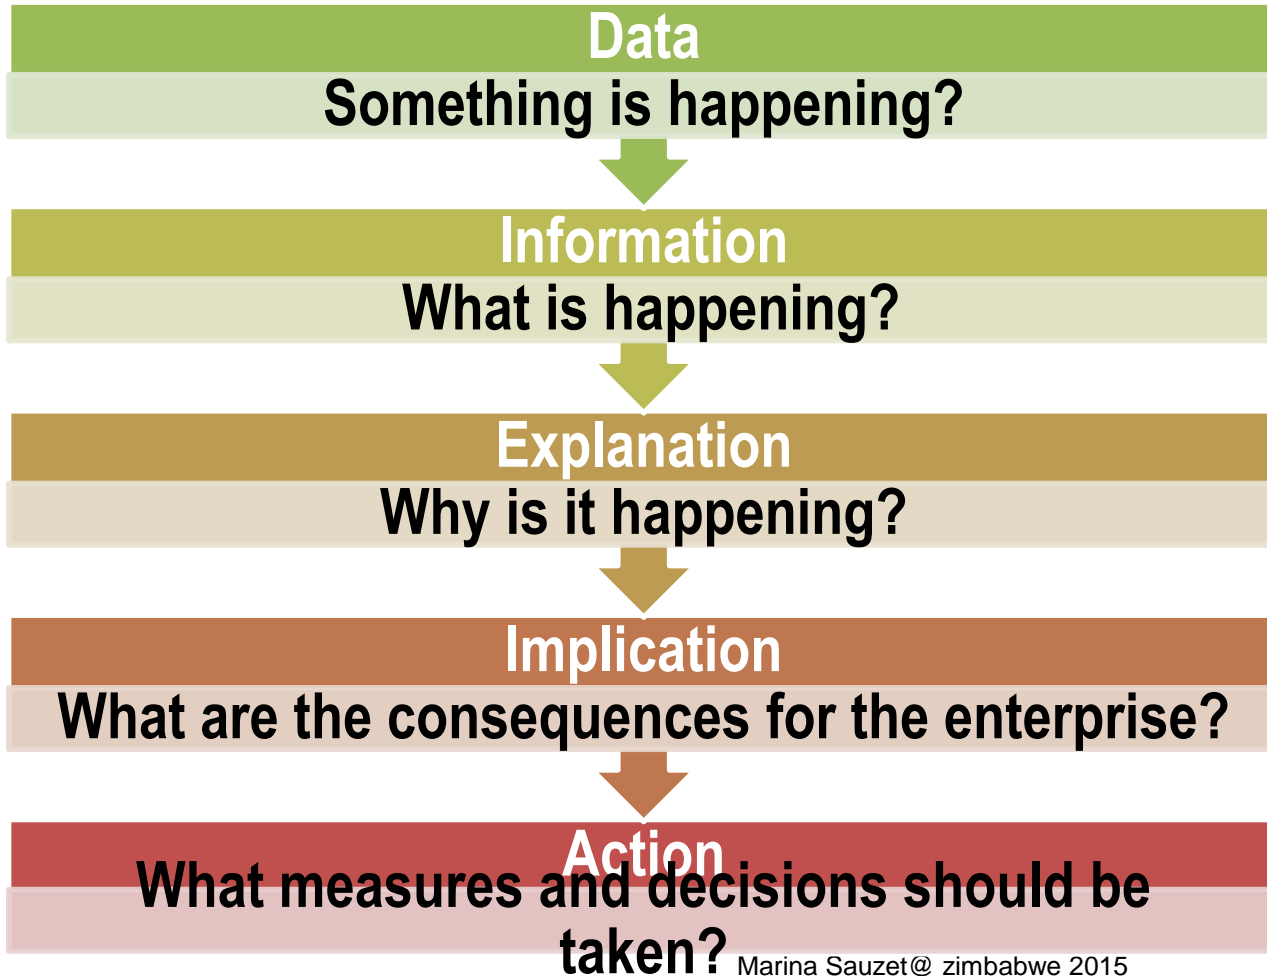 Data
Something is happening?
Information
What is happening?
Explanation
Why is it happening?
Implication
What are the consequences for the enterprise?
Action
What measures and decisions should be
taken?
Marina Sauzet@ zimbabwe 2015